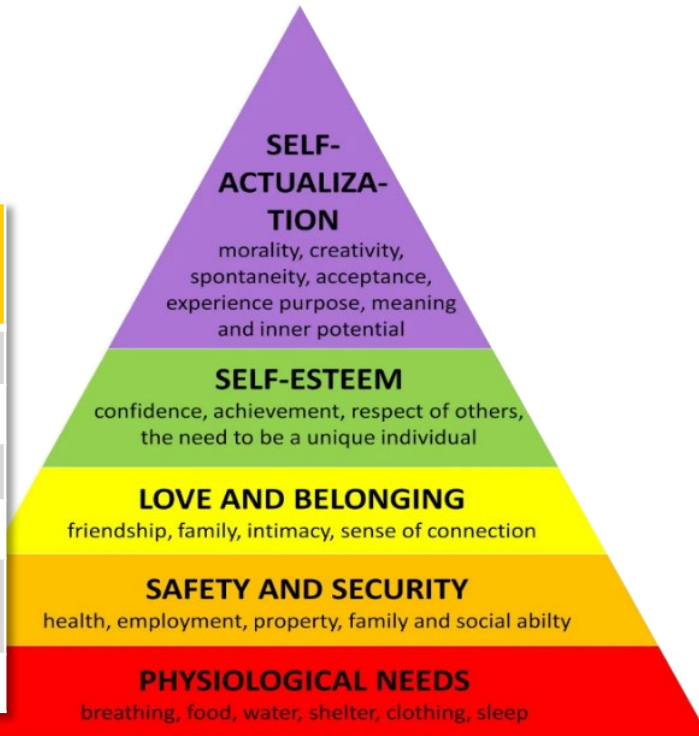 SELF-
ACTUALIZA-
TION
morality, creativity,
spontaneity, acceptance,
experience purpose, meaning
and inner potential
SELF-ESTEEM
confidence, achievement, respect of others,
the need to be a unique individual
LOVE AND BELONGING
friendship, family, intimacy, sense of connection
SAFETY AND SECURITY
health, employment, property, family and social abilty
PHYSIOLOGICAL NEEDS
breathing, food, water, shelter, clothing, sleep